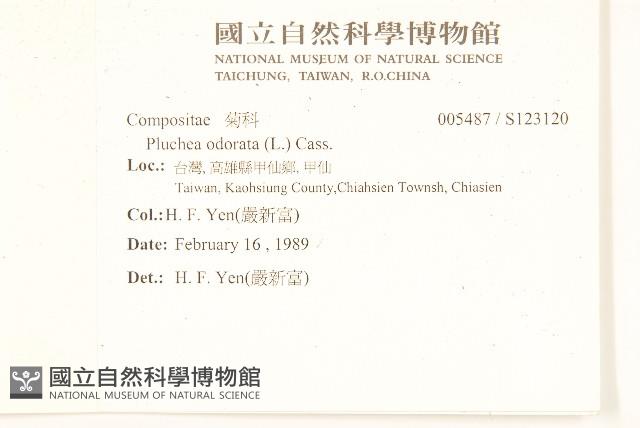 國立自然科學博物館
NATIONAL MUSEUM OF NATURAL SCIENCE
TAICHUNG, TAIWAN, R.O.CHINA
Compositae 菊科 005487 / S123120
Pluchea odorata (L.) Cass.
Loc.: 台灣, 高雄縣甲仙鄉, 甲仙
Taiwan, Kaohsiung County,Chiahsien Townsh, Chiasien
Col.:H. F. Yen(嚴新富)
Date: February 16 , 1989
Det.: H. F. Yen(嚴新富)
國立自然科學博物館
NATIONAL MUSEUM OF NATURAL SCIENCE